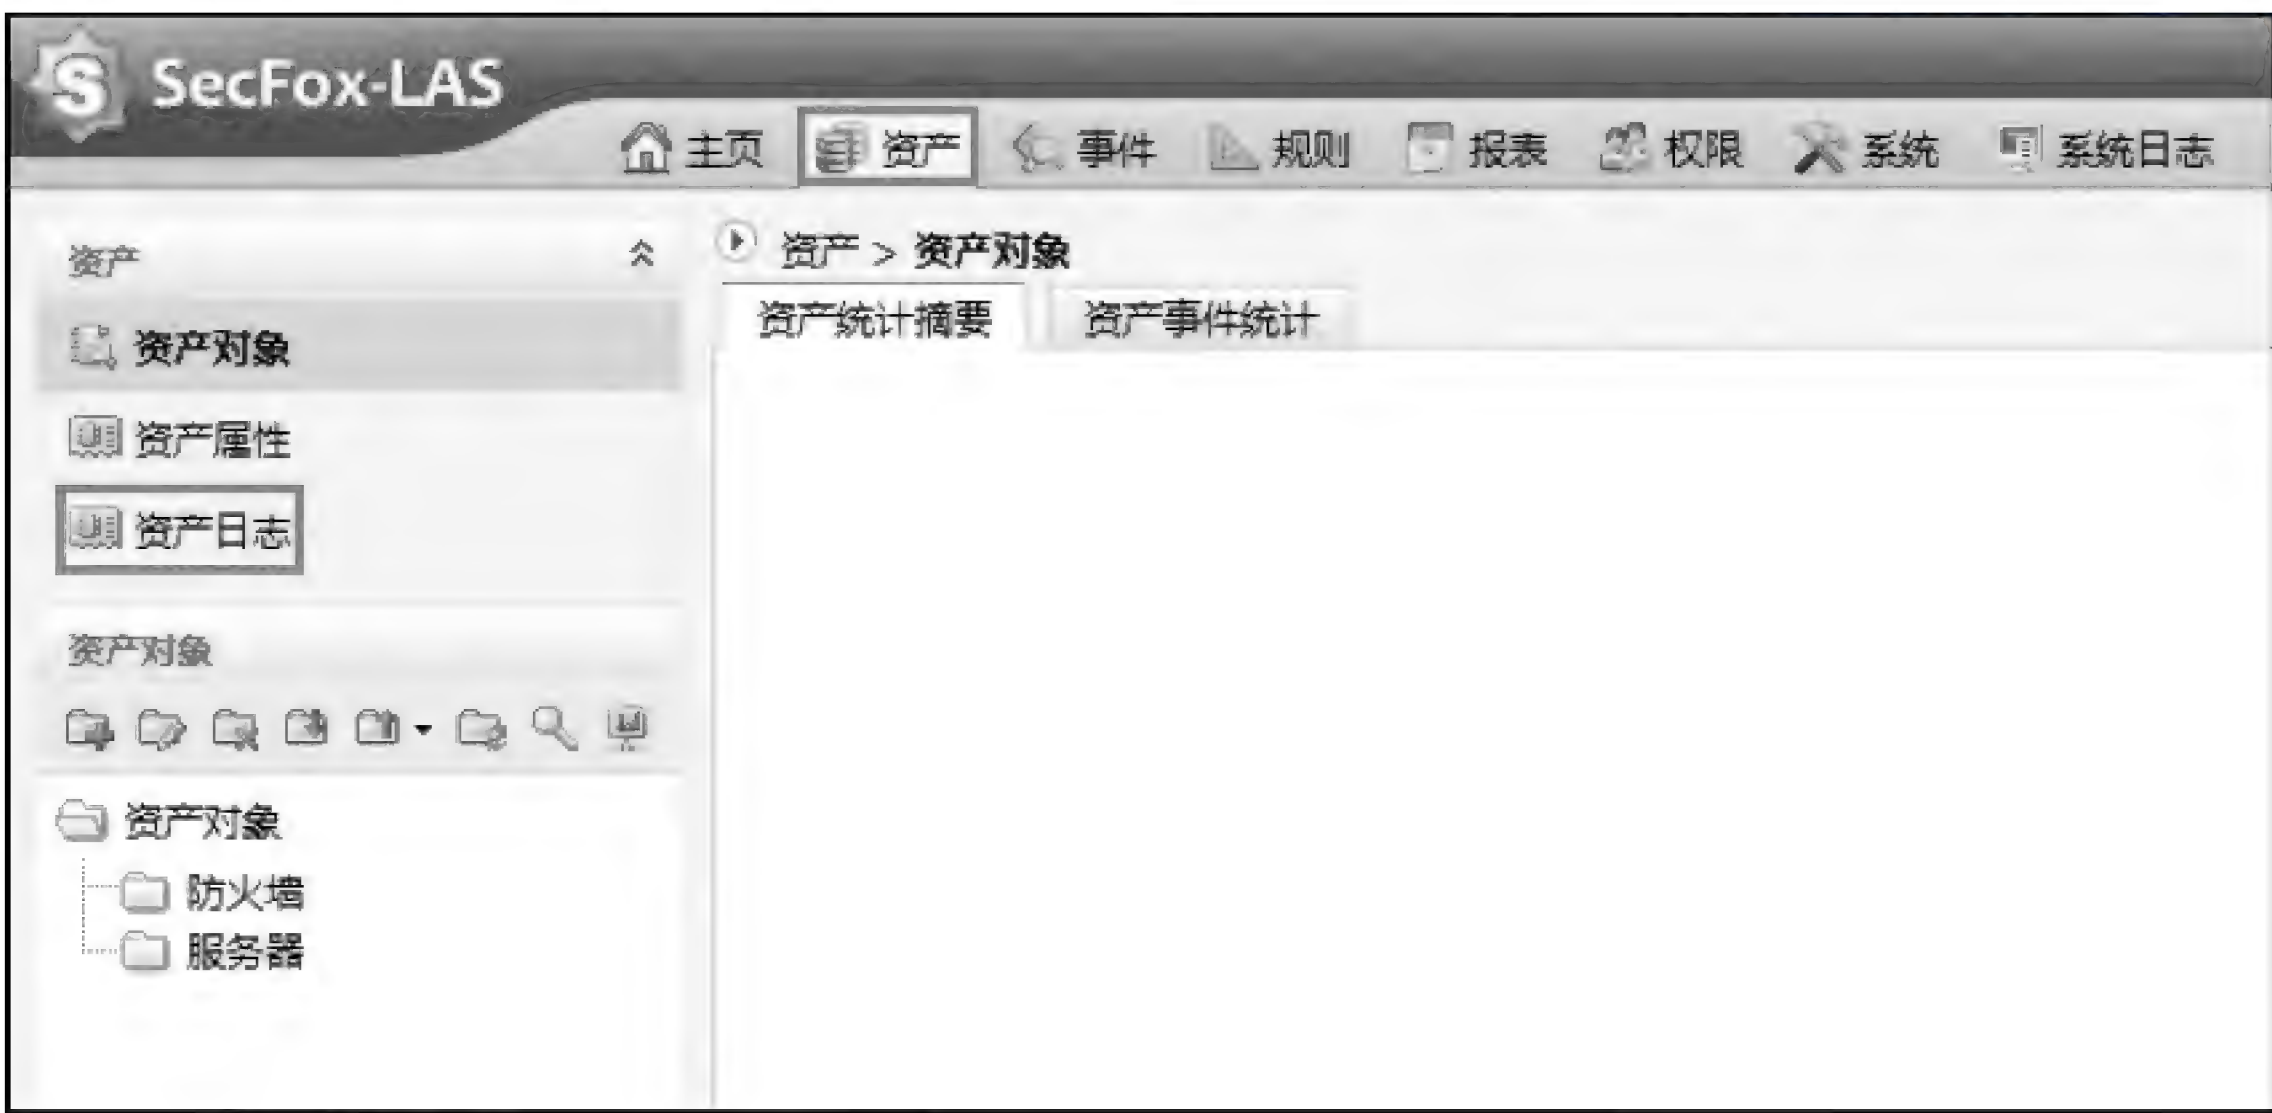 SecFox-LAS
主页 资产 事件 规则 报表 权限 系统 系统日志
资产
资产 > 资产对象
资产对象
资产统计摘要 资产事件统计
资产属性
资产日志
资产对象
资产对象
防火墙
服务器